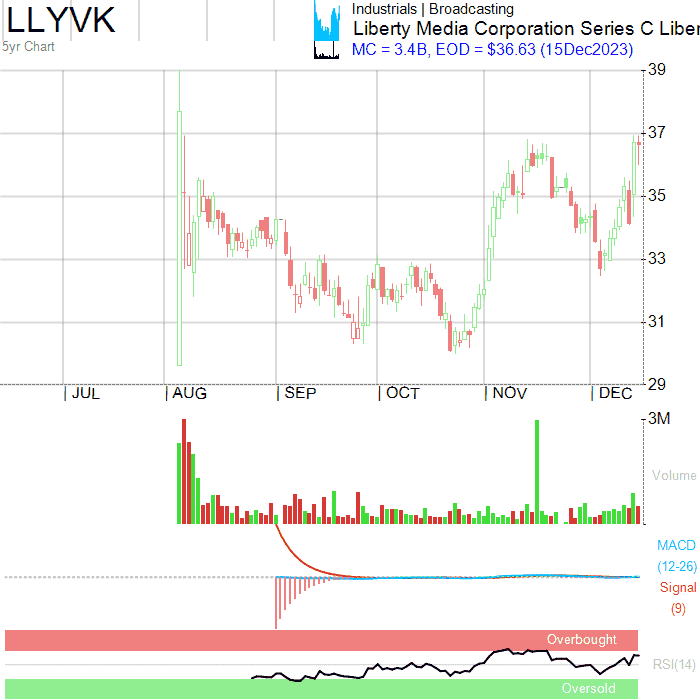 LLYVK
5yr Chart
Industrials | Broadcasting
Liberty Media Corporation Series C Liber
MC = 3.4B, EOD = $36.63 (15Dec2023)
39
37
35
33
31
29
| JUL | AUG | SEP | OCT | NOV | DEC
3M
Volume
MACD
(12-26)
Signal
(9)
Overbought
RSI(14)
Oversold